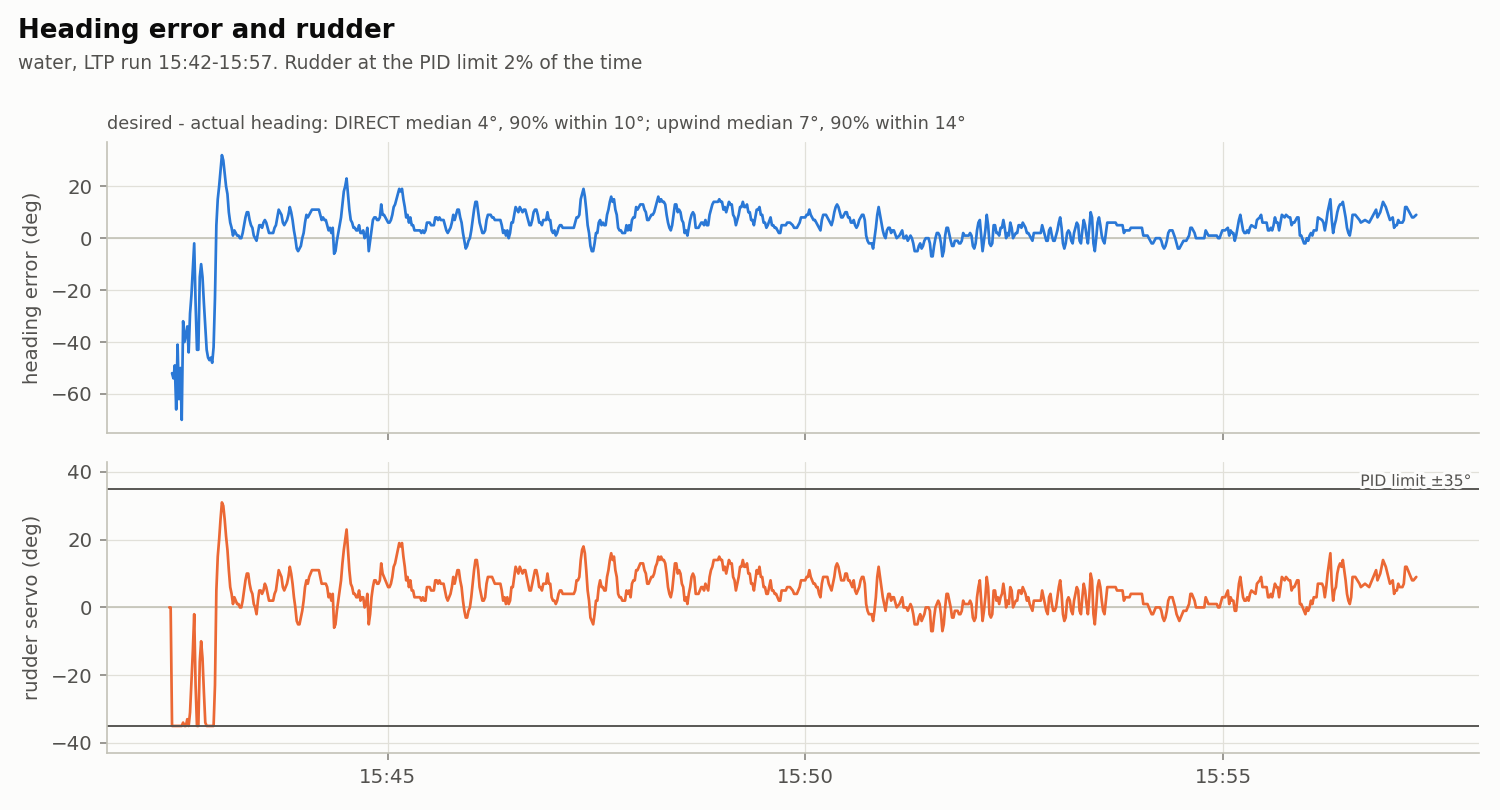 Heading error and rudder
water, LTP run 15:42-15:57. Rudder at the PID limit 2% of the time
desired - actual heading: DIRECT median 4°, 90% within 10°; upwind median 7°, 90% within 14°
heading error (deg)
20
0
−20
−40
−60
rudder servo (deg)
40
20
0
−20
−40
PID limit ±35°
15:45
15:50
15:55